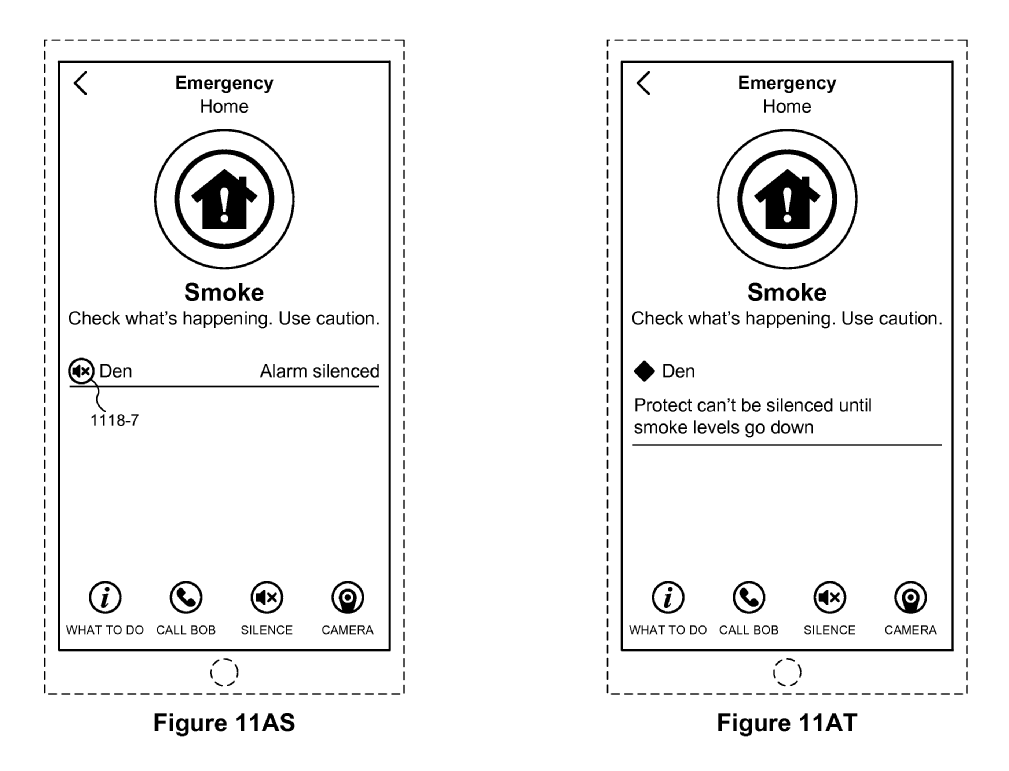 Emergency
Home
Smoke
Check what's happening. Use caution.
Den Alarm silenced
1118-7
WHAT TO DO CALL BOB SILENCE CAMERA
Figure 11AS
Emergency
Home
Smoke
Check what's happening. Use caution.
Den
Protect can't be silenced until
smoke levels go down
WHAT TO DO CALL BOB SILENCE CAMERA
Figure 11AT